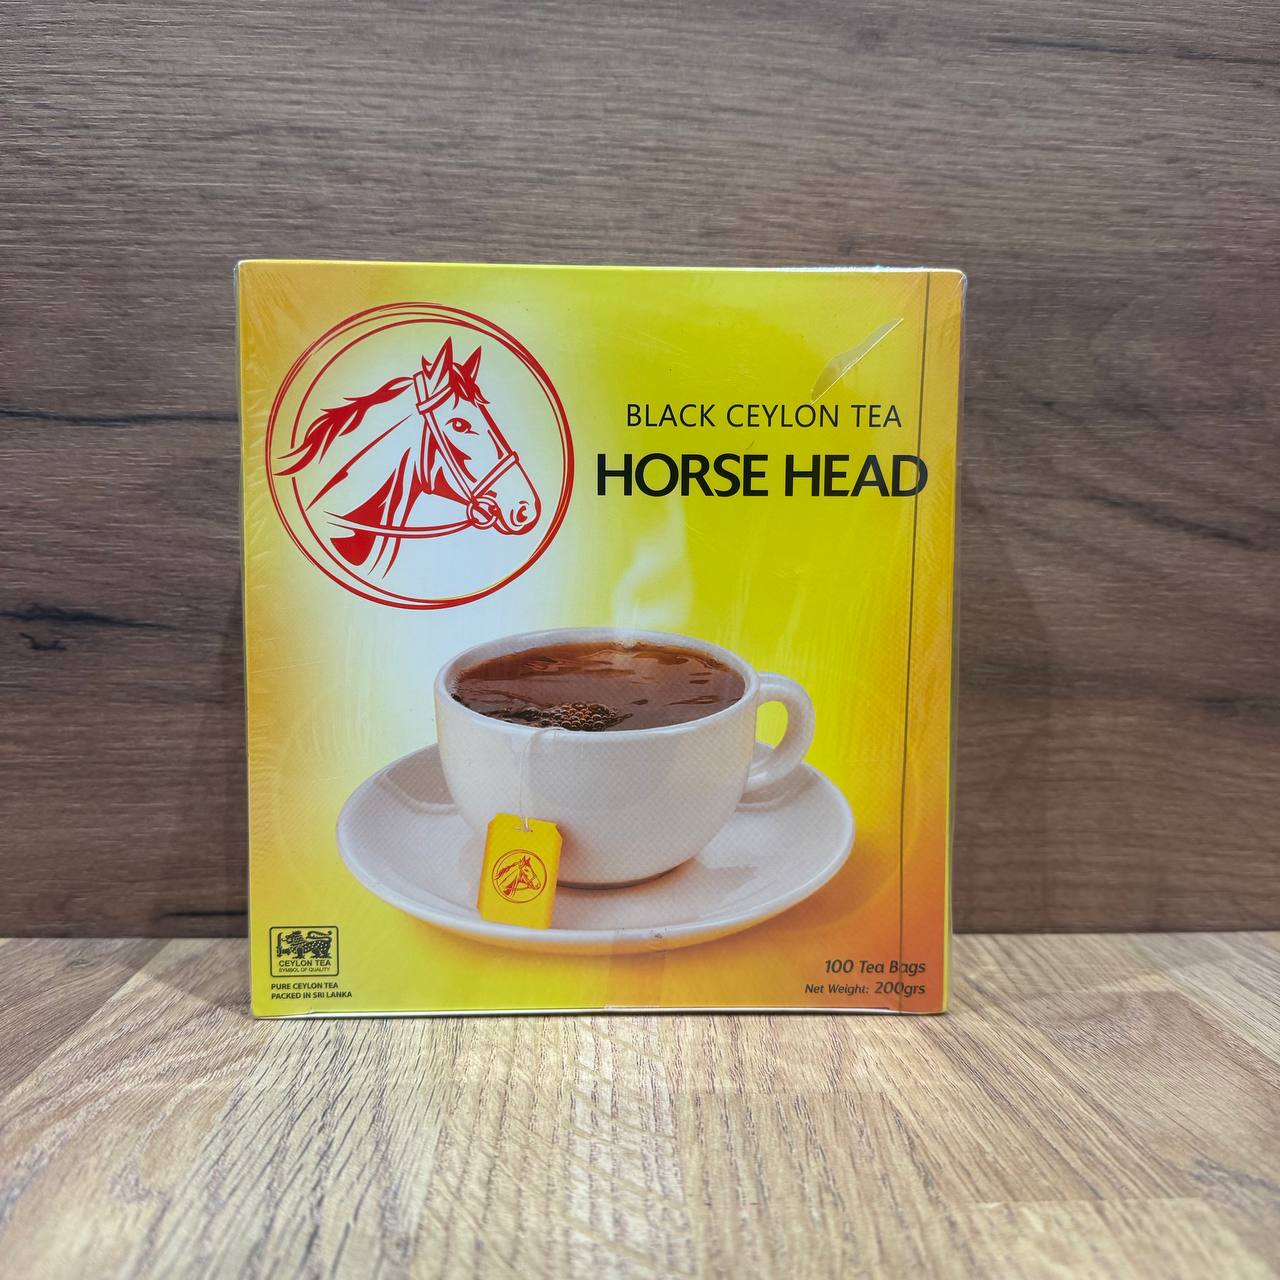 BLACK CEYLON TEA
HORSE HEAD
CEYLON TEA
SYMBOL OF QUALITY
PURE CEYLON TEA
PACKED IN SRI LANKA
100 Tea Bags
Net Weight: 200grs